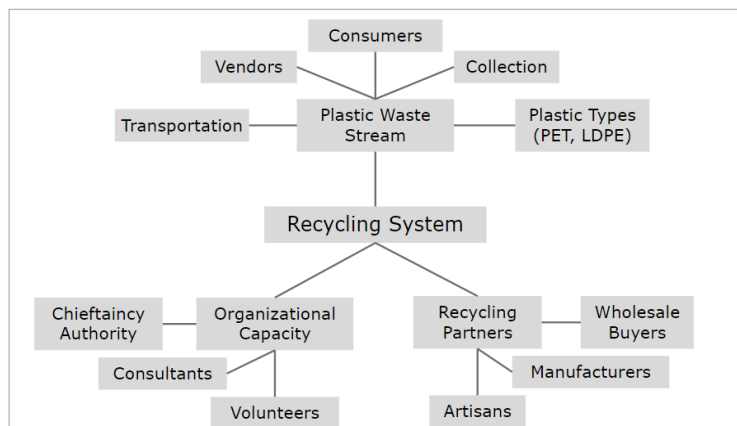 Consumers
Vendors
Collection
Transportation
Plastic Waste
Stream
Plastic Types
(PET, LDPE)
Recycling System
Chieftaincy
Authority
Organizational
Capacity
Recycling
Partners
Wholesale
Buyers
Consultants
Manufacturers
Volunteers
Artisans